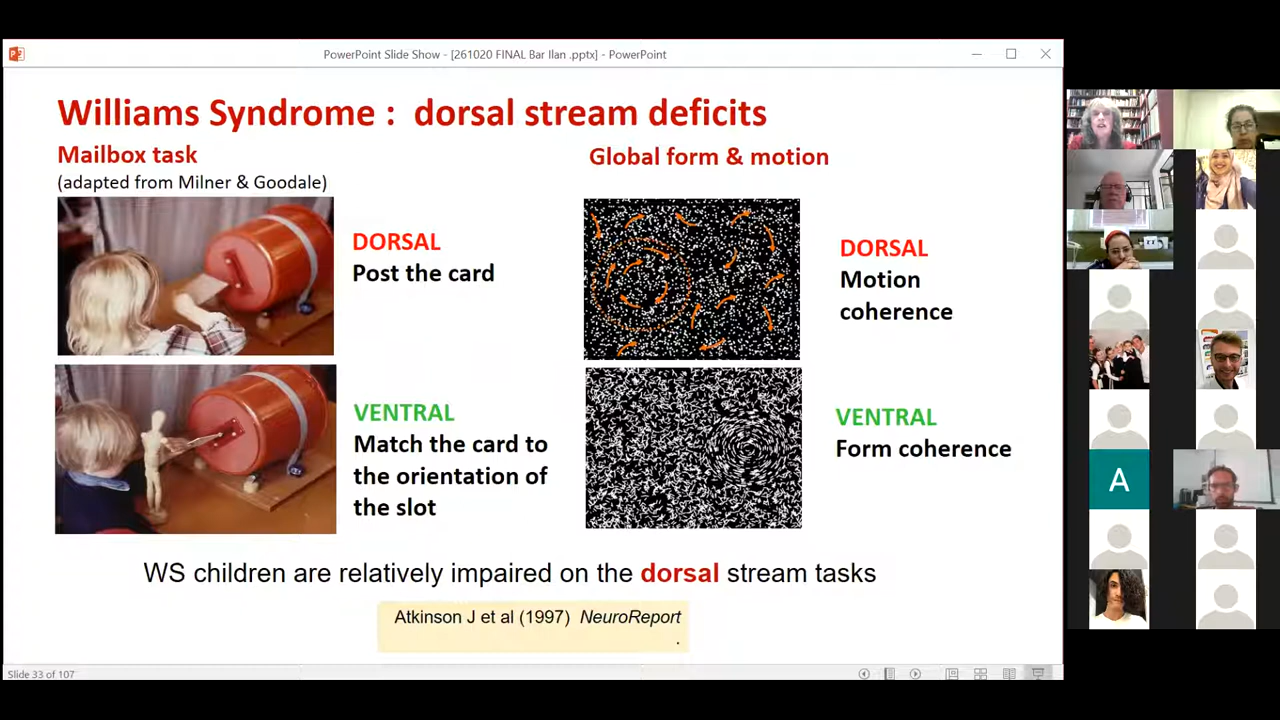 PowerPoint Slide Show - [261020 FINAL Bar Ilan .pptx] - PowerPoint
Williams Syndrome : dorsal stream deficits
Mailbox task
(adapted from Milner & Goodale)
DORSAL
Post the card
VENTRAL
Match the card to
the orientation of
the slot
Global form & motion
DORSAL
Motion
coherence
VENTRAL
Form coherence
WS children are relatively impaired on the dorsal stream tasks
Atkinson J et al (1997) NeuroReport
.
Slide 33 of 107
A